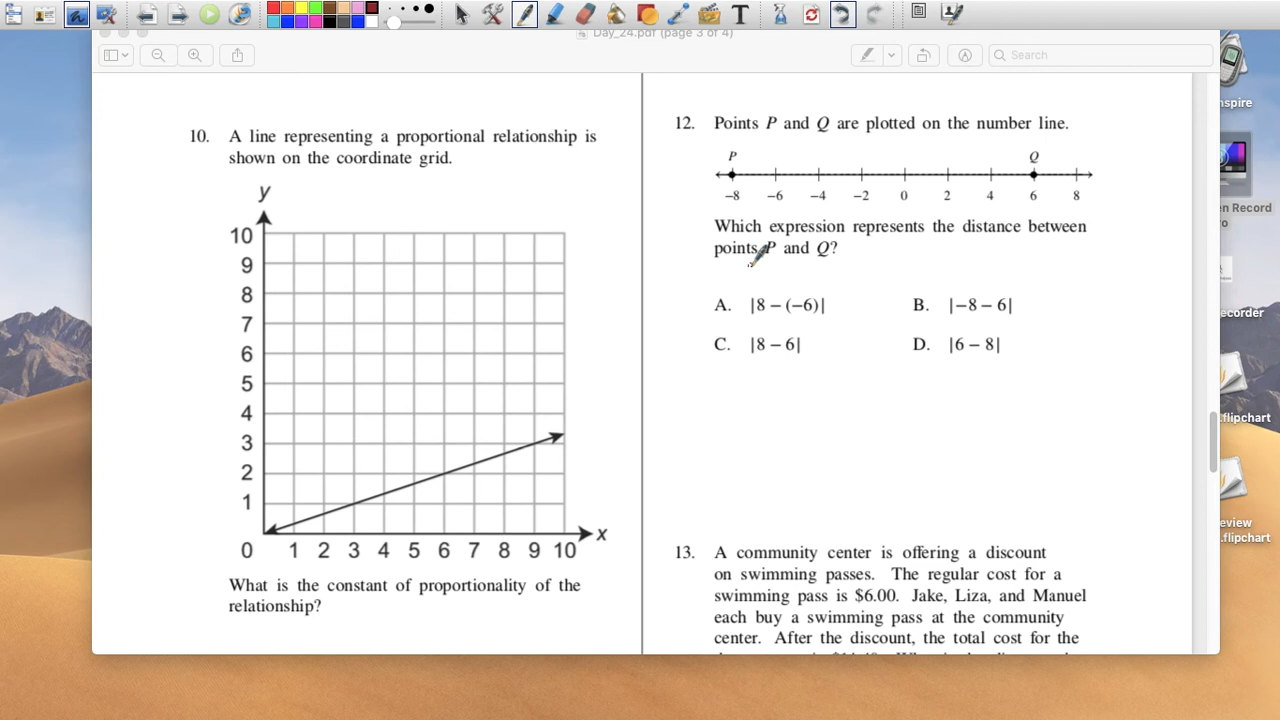 Day_24.pdf (page 3 of 4)
Search
10. A line representing a proportional relationship is
shown on the coordinate grid.
y
10
9
8
7
6
5
4
3
2
1
0 1 2 3 4 5 6 7 8 9 10 x
What is the constant of proportionality of the
relationship?
12. Points P and Q are plotted on the number line.
P Q
−8 −6 −4 −2 0 2 4 6 8
Which expression represents the distance between
points P and Q?
A. |8 − (−6)| B. |−8 − 6|
C. |8 − 6| D. |6 − 8|
13. A community center is offering a discount
on swimming passes. The regular cost for a
swimming pass is $6.00. Jake, Liza, and Manuel
each buy a swimming pass at the community
center. After the discount, the total cost for the
nspire
n Record
o
ecorder
.flipchart
eview
.flipchart